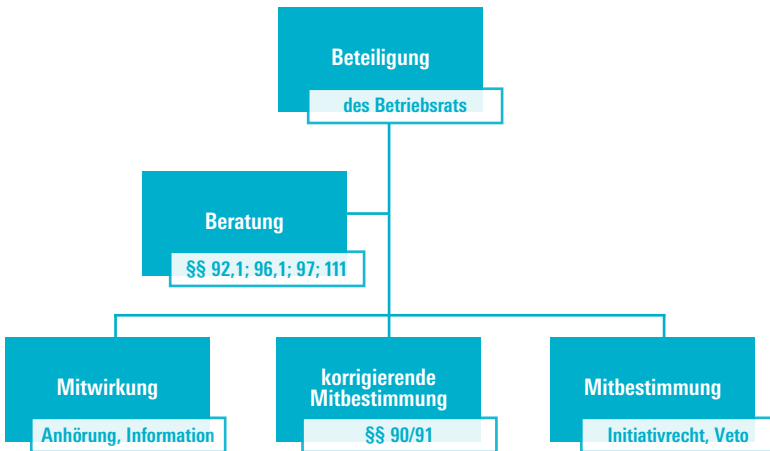 Beteiligung
des Betriebsrats
Beratung
§§ 92,1; 96,1; 97; 111
Mitwirkung
Anhörung, Information
korrigierende
Mitbestimmung
§§ 90/91
Mitbestimmung
Initiativrecht, Veto